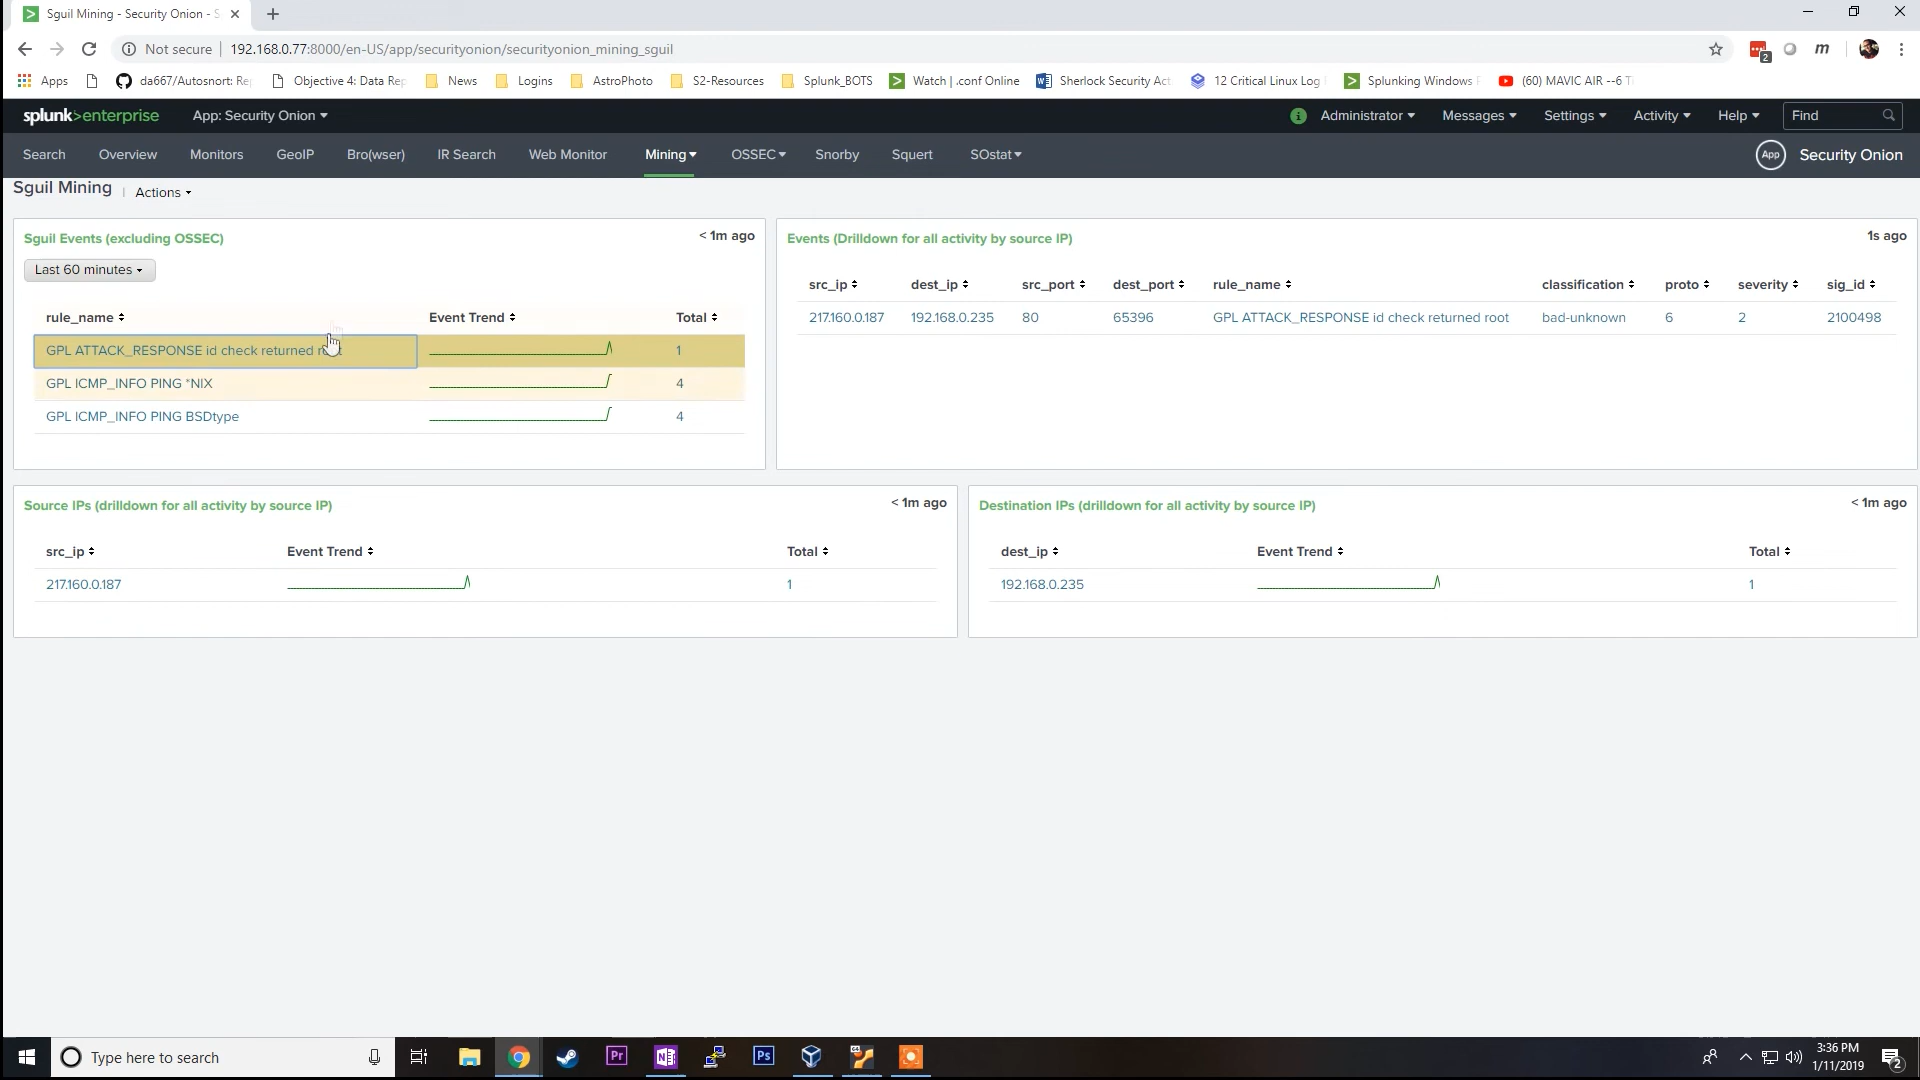 Sguil Mining - Security Onion - S
Not secure 192.168.0.77:8000/en-US/app/securityonion/securityonion_mining_sguil
2
Apps da667/Autosnort: Re Objective 4: Data Rep News Logins AstroPhoto S2-Resources Splunk_BOTS Watch | .conf Online Sherlock Security Act 12 Critical Linux Log Splunking Windows (60) MAVIC AIR --6 T
splunk>enterprise App: Security Onion Administrator Messages Settings Activity Help Find
Search Overview Monitors GeoIP Bro(wser) IR Search Web Monitor Mining OSSEC Snorby Squert SOstat App Security Onion
Sguil Mining Actions
Sguil Events (excluding OSSEC) < 1m ago
Last 60 minutes
rule_name Event Trend Total
GPL ATTACK_RESPONSE id check returned root 1
GPL ICMP_INFO PING *NIX 4
GPL ICMP_INFO PING BSDtype 4
Events (Drilldown for all activity by source IP) 1s ago
src_ip dest_ip src_port dest_port rule_name classification proto severity sig_id
217.160.0.187 192.168.0.235 80 65396 GPL ATTACK_RESPONSE id check returned root bad-unknown 6 2 2100498
Source IPs (drilldown for all activity by source IP) < 1m ago
src_ip Event Trend Total
217.160.0.187 1
Destination IPs (drilldown for all activity by source IP) < 1m ago
dest_ip Event Trend Total
192.168.0.235 1
Type here to search Pr N Ps 3:36 PM
1/11/2019 2